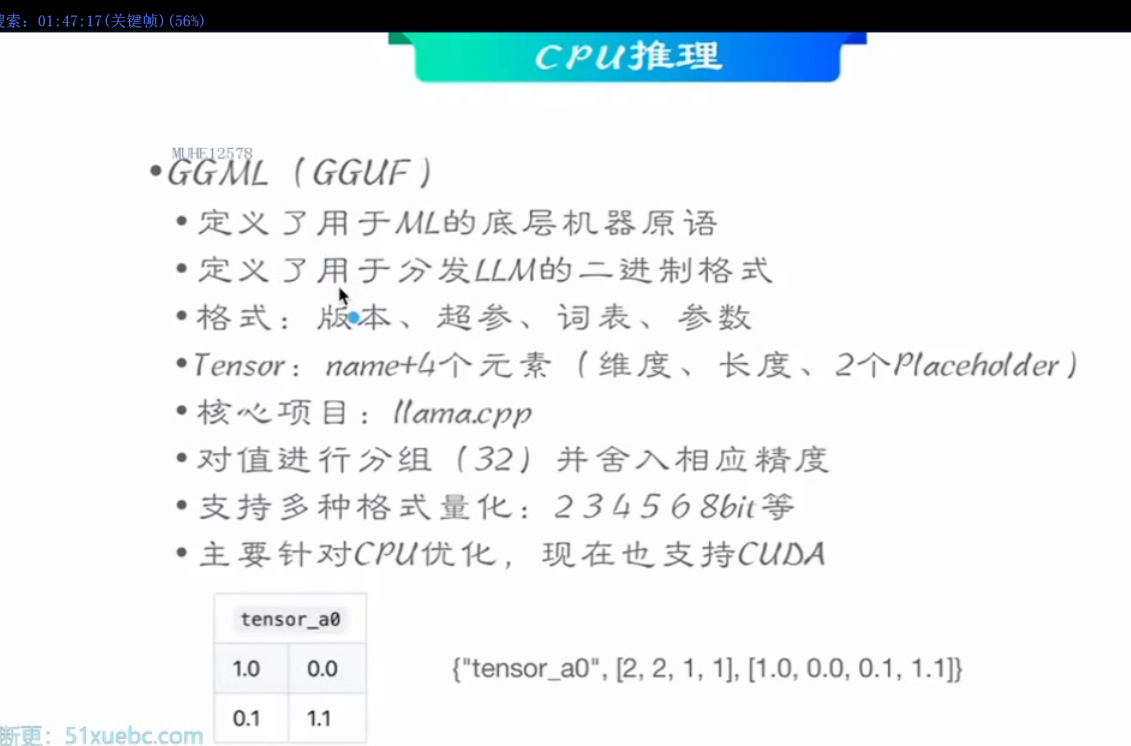 搜索: 01:47:17(关键帧)(56%)
CPU推理
MUHE12578
•GGML（GGUF）
•定义了用于ML的底层机器原语
•定义了用于分发LLM的二进制格式
•格式：版本、超参、词表、参数
•Tensor：name+4个元素（维度、长度、2个Placeholder）
•核心项目：llama.cpp
•对值进行分组（32）并舍入相应精度
•支持多种格式量化：2 3 4 5 6 8bit等
•主要针对CPU优化，现在也支持CUDA
tensor_a0
1.0 0.0
{"tensor_a0", [2, 2, 1, 1], [1.0, 0.0, 0.1, 1.1]}
0.1 1.1
断更：51xuebc.com